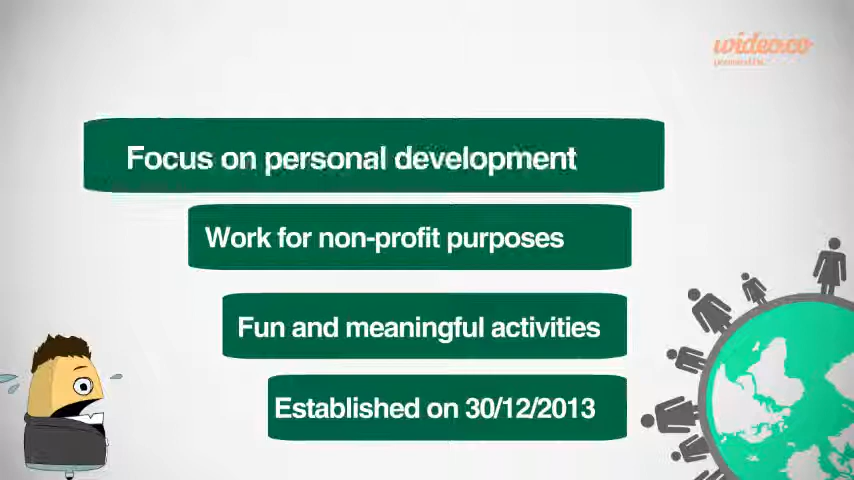 wideo.co
Focus on personal development
Work for non-profit purposes
Fun and meaningful activities
Established on 30/12/2013